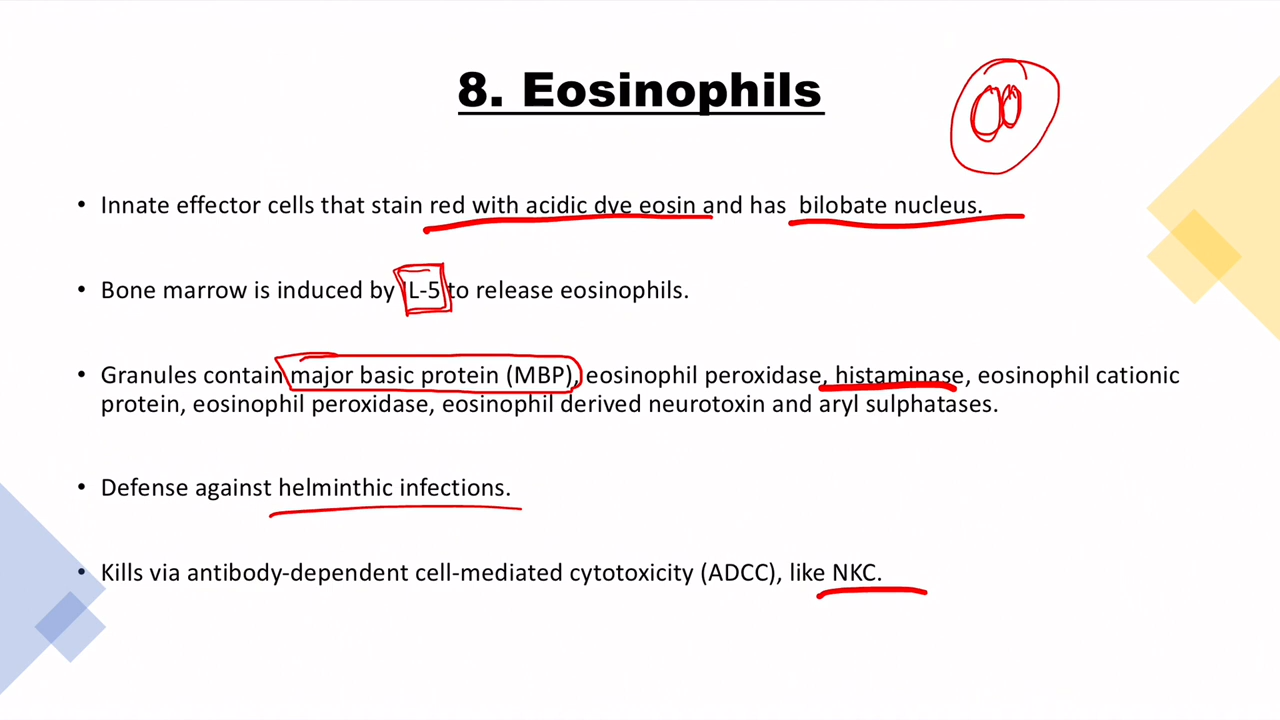 8. Eosinophils
• Innate effector cells that stain red with acidic dye eosin and has bilobate nucleus.
• Bone marrow is induced by IL-5 to release eosinophils.
• Granules contain major basic protein (MBP), eosinophil peroxidase, histaminase, eosinophil cationic
protein, eosinophil peroxidase, eosinophil derived neurotoxin and aryl sulphatases.
• Defense against helminthic infections.
• Kills via antibody-dependent cell-mediated cytotoxicity (ADCC), like NKC.